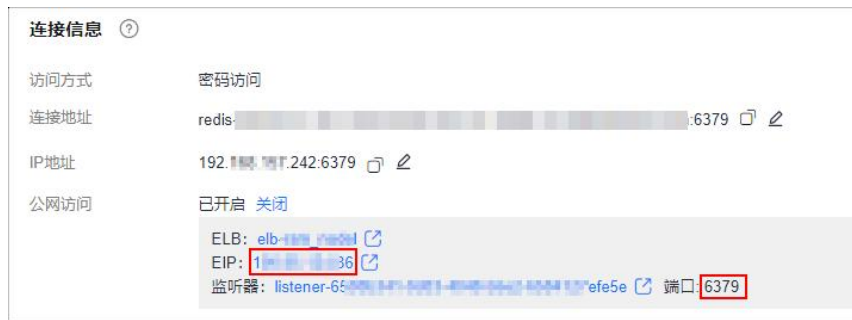 连接信息
访问方式 密码访问
连接地址 redis- :6379
IP地址 192. .242:6379
公网访问 已开启 关闭
ELB: elb-
EIP: 1 36
监听器: listener-65 efe5e 端口:6379